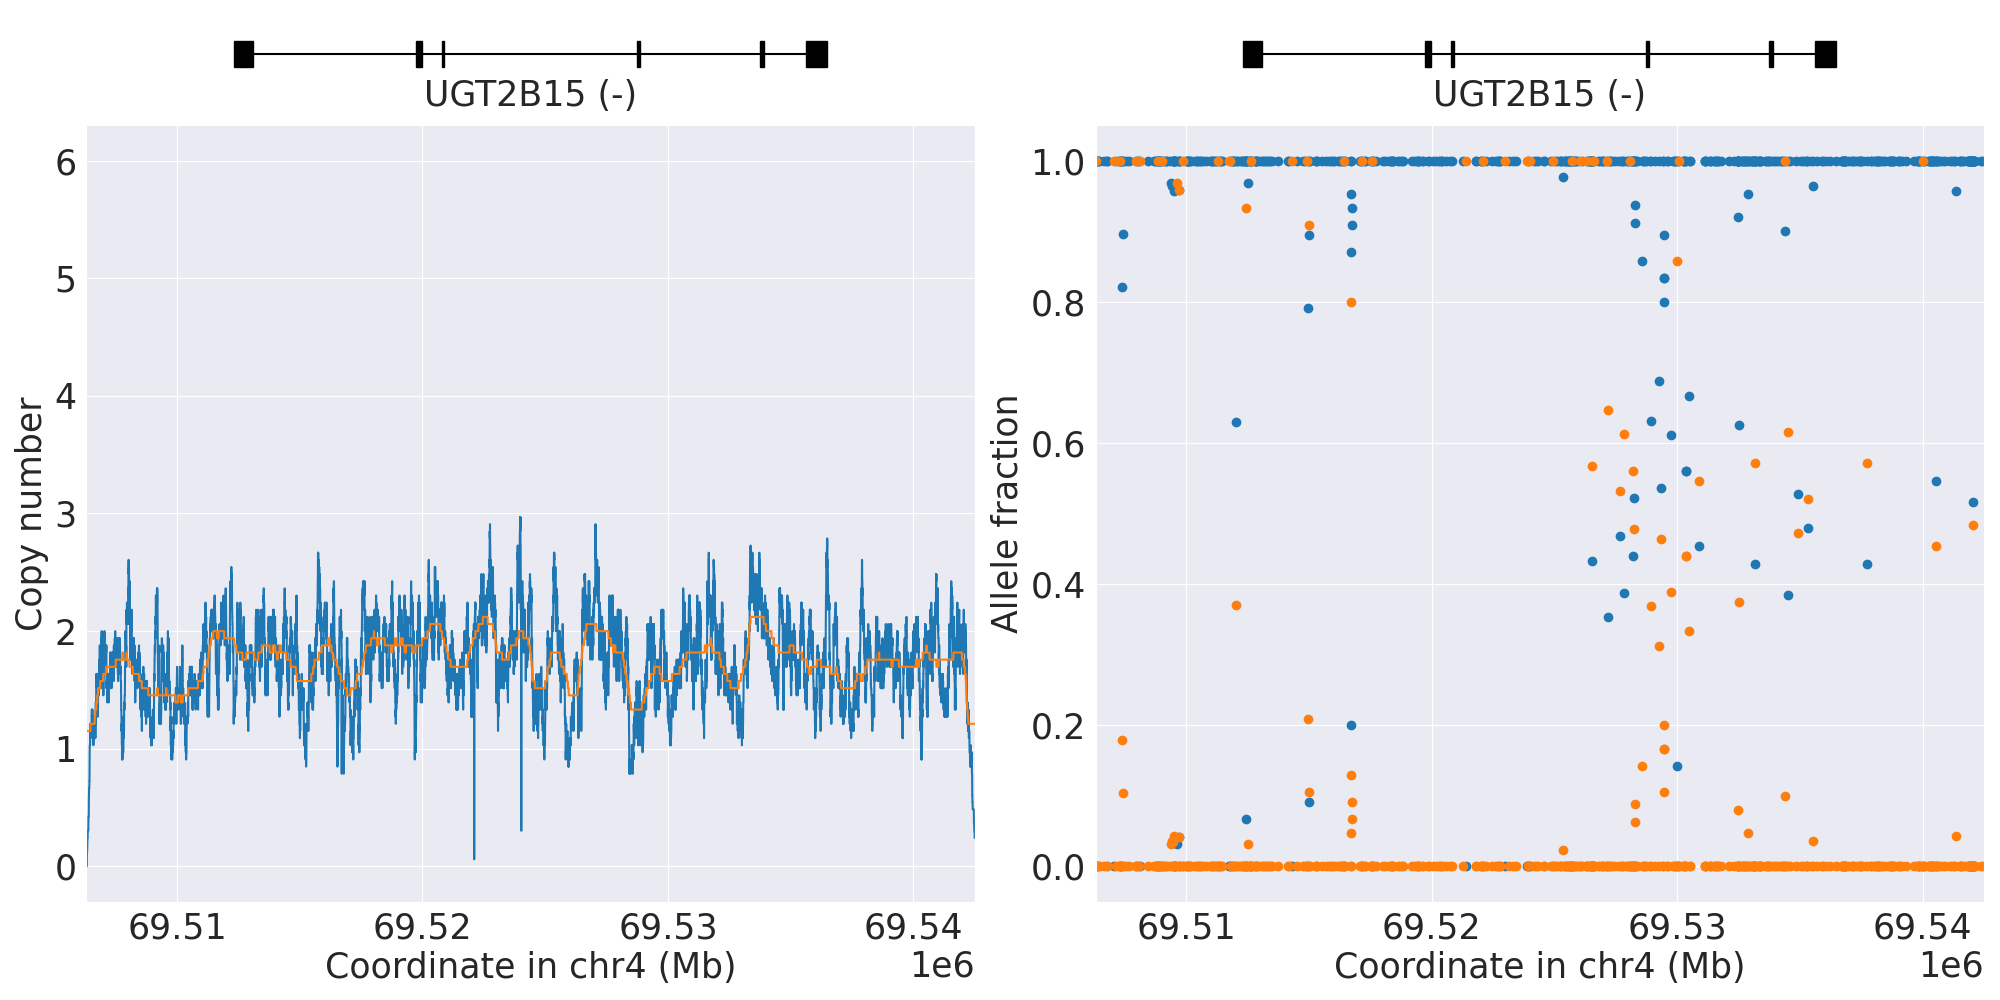 UGT2B15 (-)
UGT2B15 (-)
6
5
4
3
2
1
0
Copy number
69.51
69.52
69.53
69.54
Coordinate in chr4 (Mb)
1e6
1.0
0.8
0.6
0.4
0.2
0.0
Allele fraction
69.51
69.52
69.53
69.54
Coordinate in chr4 (Mb)
1e6